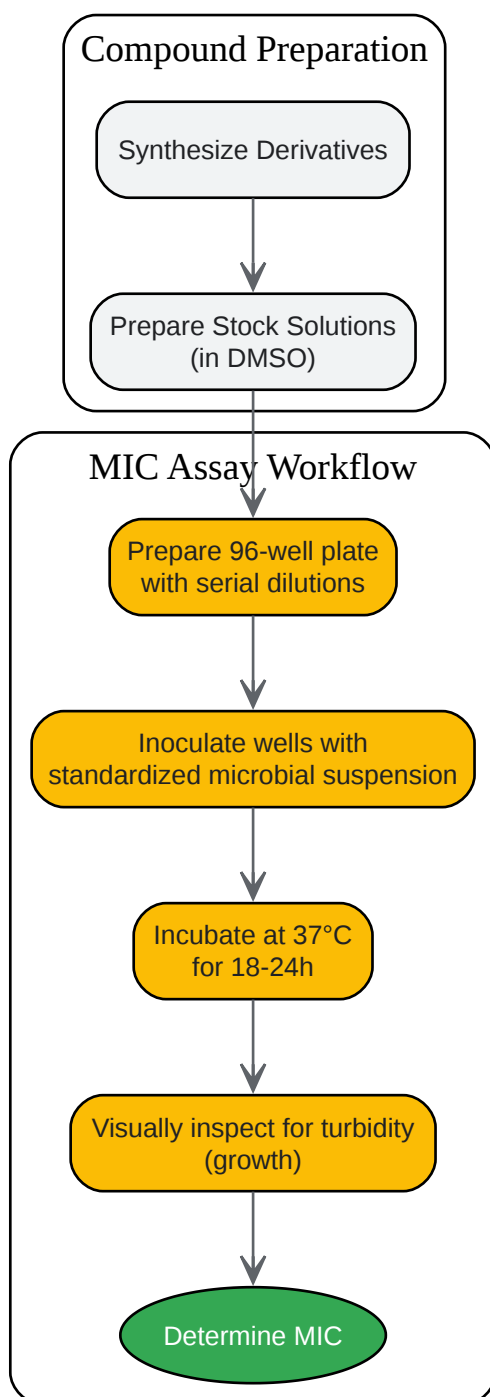 Compound Preparation
Synthesize Derivatives
Prepare Stock Solutions
(in DMSO)
MIC Assay Workflow
Prepare 96-well plate
with serial dilutions
Inoculate wells with
standardized microbial suspension
Incubate at 37°C
for 18-24h
Visually inspect for turbidity
(growth)
Determine MIC